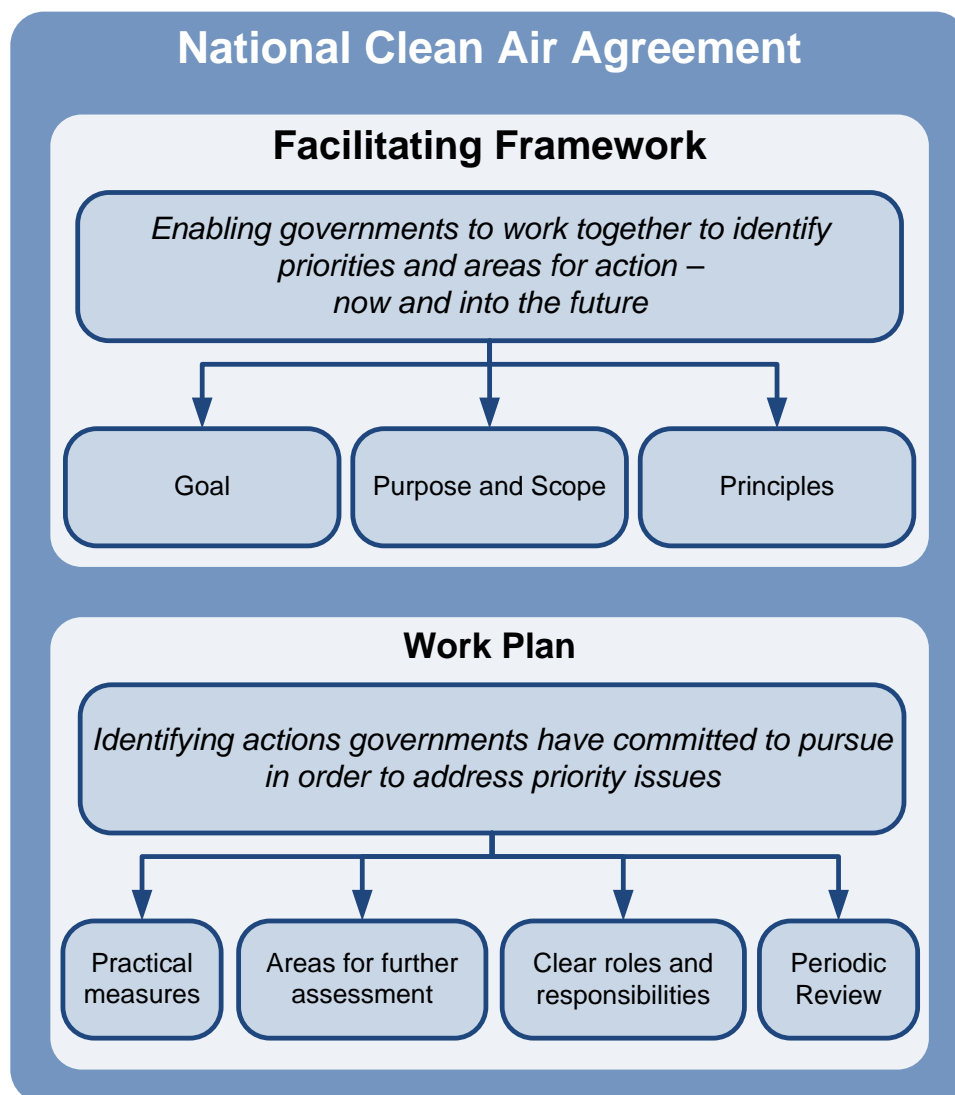 National Clean Air Agreement
Facilitating Framework
Enabling governments to work together to identify
priorities and areas for action –
now and into the future
Goal
Purpose and Scope
Principles
Work Plan
Identifying actions governments have committed to pursue
in order to address priority issues
Practical
measures
Areas for further
assessment
Clear roles and
responsibilities
Periodic
Review